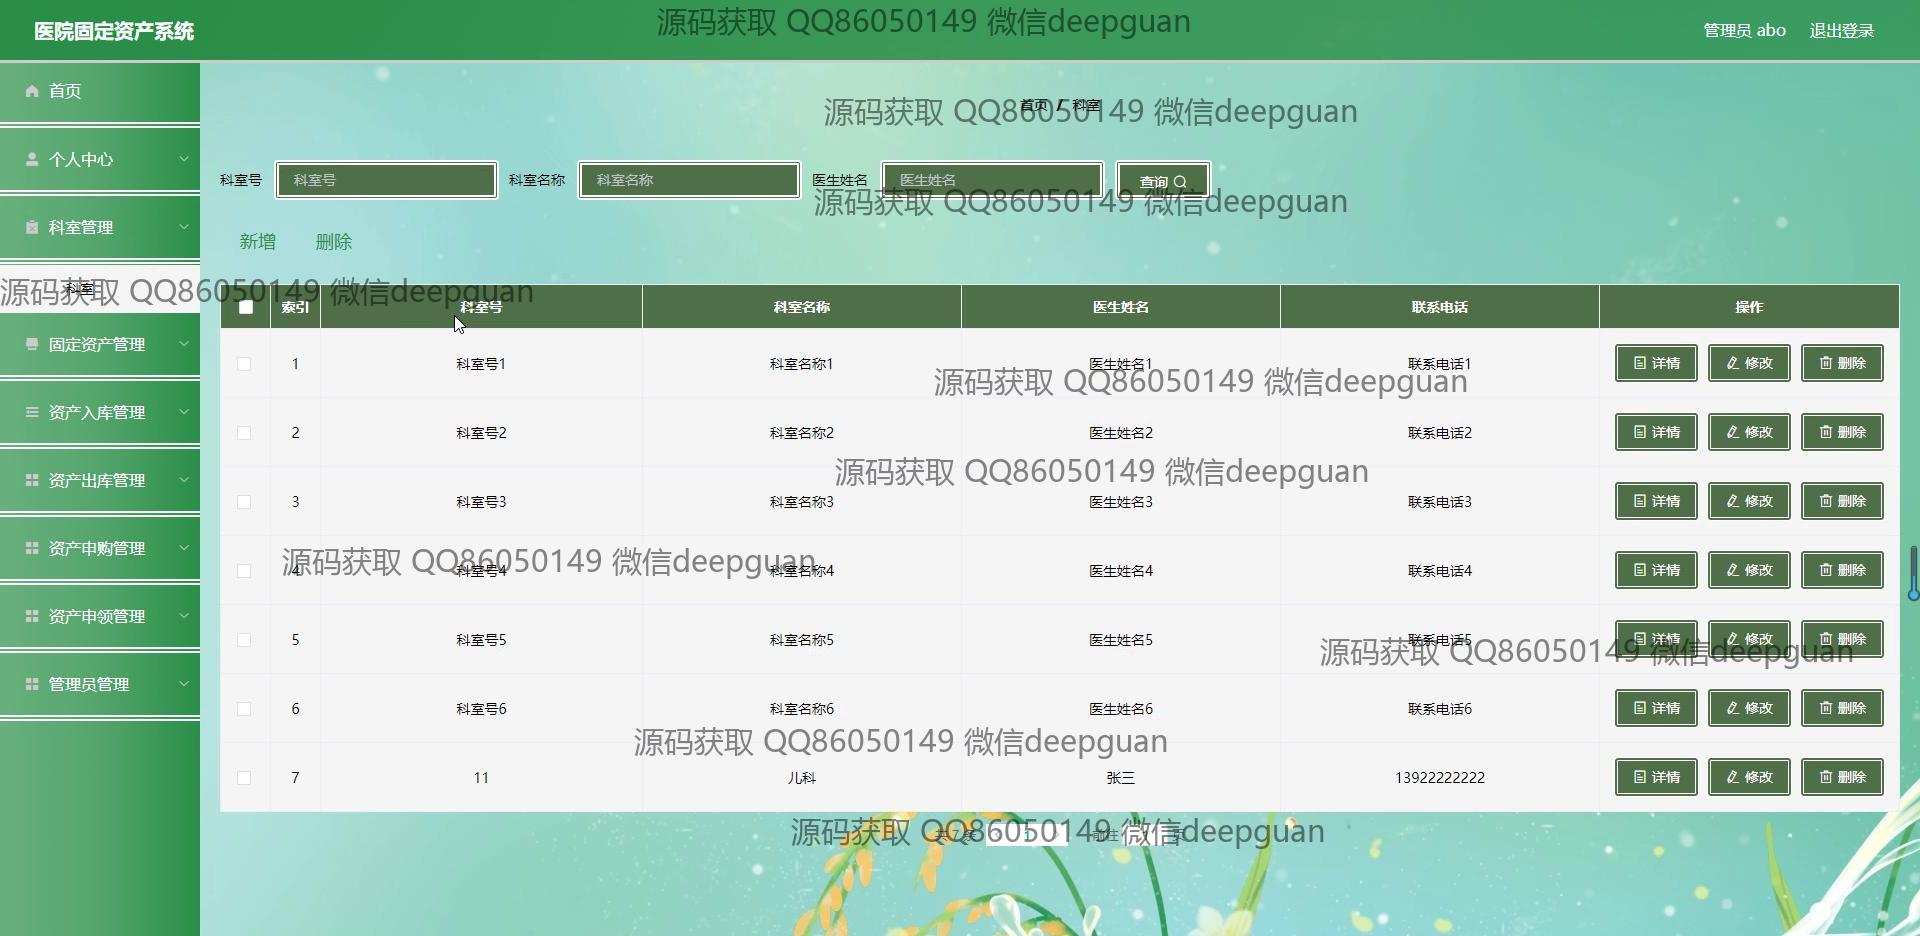 医院固定资产系统
源码获取 QQ86050149 微信deepguan
管理员 abo 退出登录
首页
个人中心
科室管理
科室
固定资产管理
资产入库管理
资产出库管理
资产申购管理
资产申领管理
管理员管理
首页 / 科室
源码获取 QQ86050149 微信deepguan
科室号 科室号 科室名称 科室名称 医生姓名 医生姓名 查询
源码获取 QQ86050149 微信deepguan
新增 删除
源码获取 QQ86050149 微信deepguan
索引 科室号 科室名称 医生姓名 联系电话 操作
1 科室号1 科室名称1 医生姓名1 联系电话1 详情 修改 删除
源码获取 QQ86050149 微信deepguan
2 科室号2 科室名称2 医生姓名2 联系电话2 详情 修改 删除
源码获取 QQ86050149 微信deepguan
3 科室号3 科室名称3 医生姓名3 联系电话3 详情 修改 删除
源码获取 QQ86050149 微信deepguan
4 科室号4 科室名称4 医生姓名4 联系电话4 详情 修改 删除
5 科室号5 科室名称5 医生姓名5 联系电话5 详情 修改 删除
源码获取 QQ86050149 微信deepguan
6 科室号6 科室名称6 医生姓名6 联系电话6 详情 修改 删除
源码获取 QQ86050149 微信deepguan
7 11 儿科 张三 13922222222 详情 修改 删除
共 7 条 1 前往 页
源码获取 QQ86050149 微信deepguan